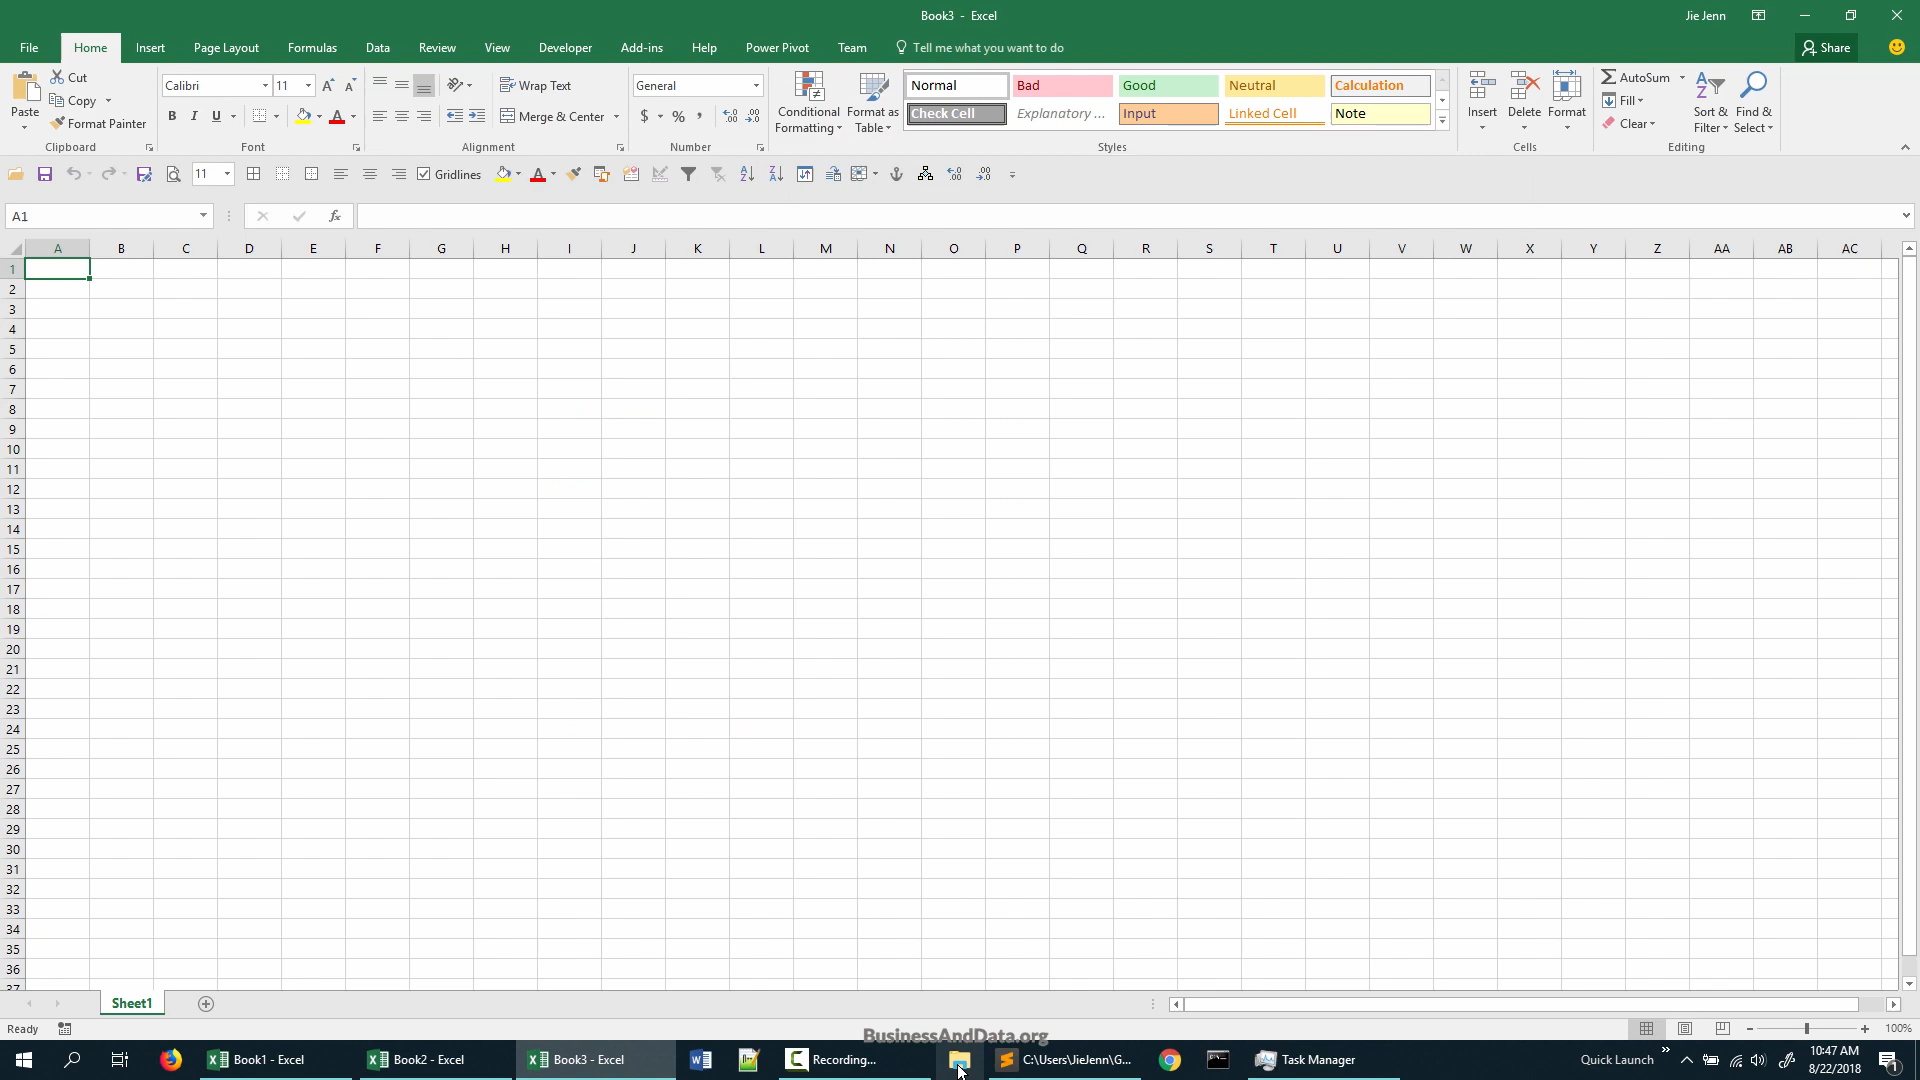 Book3 - Excel
Jie Jenn
File Home Insert Page Layout Formulas Data Review View Developer Add-ins Help Power Pivot Team Tell me what you want to do Share
Paste
Cut
Copy
Format Painter
Clipboard
Calibri 11
B I U
Font
Wrap Text
Merge & Center
Alignment
General
$ % ,
Number
Conditional Formatting
Format as Table
Normal Bad Good Neutral Calculation
Check Cell Explanatory ... Input Linked Cell Note
Styles
Insert Delete Format
Cells
AutoSum
Fill
Clear
Sort & Filter
Find & Select
Editing
11 Gridlines
A1 fx
A B C D E F G H I J K L M N O P Q R S T U V W X Y Z AA AB AC
1
2
3
4
5
6
7
8
9
10
11
12
13
14
15
16
17
18
19
20
21
22
23
24
25
26
27
28
29
30
31
32
33
34
35
36
37
Sheet1
Ready 100%
BusinessAndData.org
Book1 - Excel Book2 - Excel Book3 - Excel Recording... C:\Users\JieJenn\G... Task Manager Quick Launch » 10:47 AM
8/22/2018 1